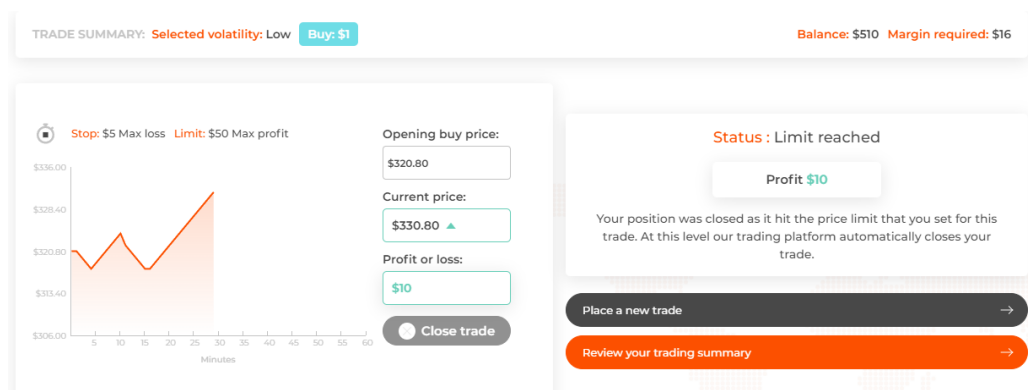 TRADE SUMMARY: Selected volatility: Low Buy: $1
Balance: $510 Margin required: $16
Stop: $5 Max loss Limit: $50 Max profit
$336.00
$328.40
$320.80
$313.40
$306.00
5 10 15 20 25 30 35 40 45 50 55 60
Minutes
Opening buy price:
$320.80
Current price:
$330.80
Profit or loss:
$10
Close trade
Status : Limit reached
Profit $10
Your position was closed as it hit the price limit that you set for this
trade. At this level our trading platform automatically closes your
trade.
Place a new trade
Review your trading summary